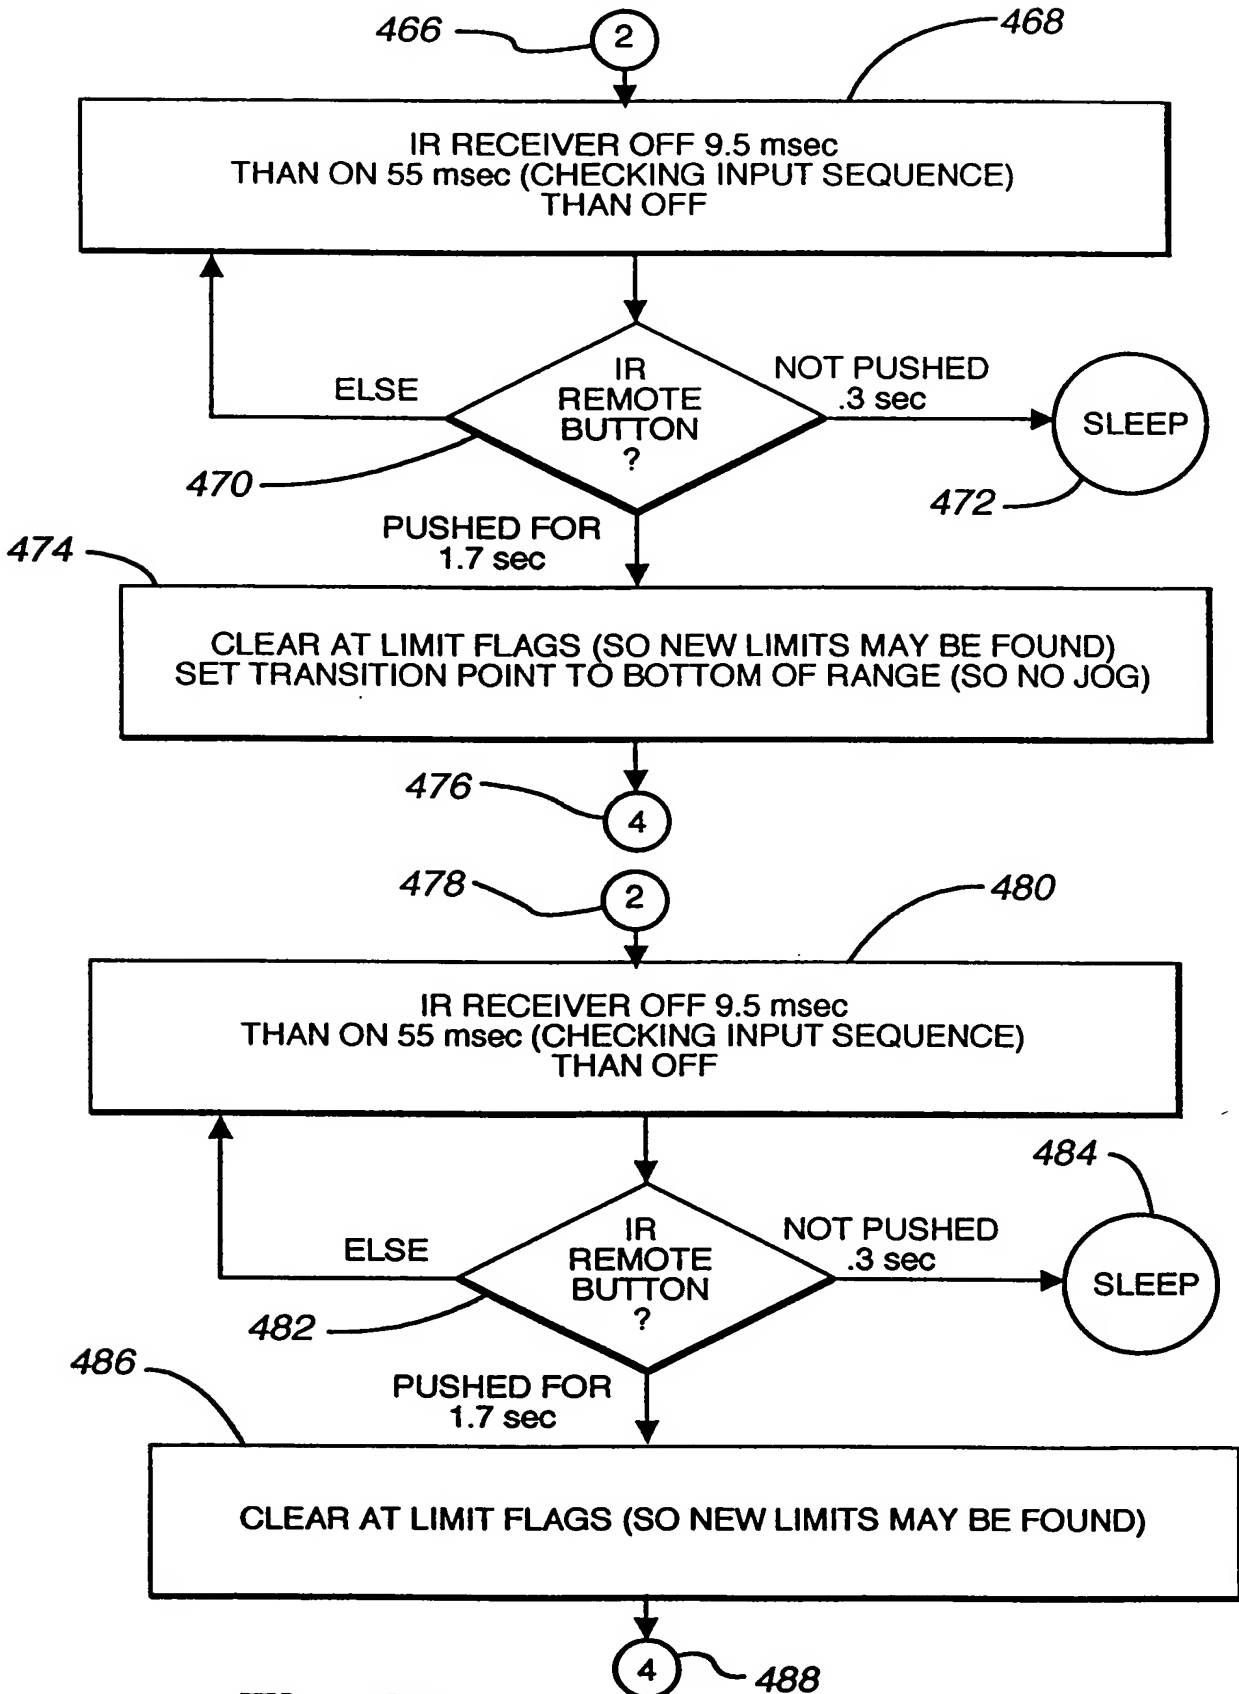 466
2
468
IR RECEIVER OFF 9.5 msec
THAN ON 55 msec (CHECKING INPUT SEQUENCE)
THAN OFF
ELSE
IR
REMOTE
BUTTON
?
NOT PUSHED
.3 sec
SLEEP
470
472
PUSHED FOR
1.7 sec
474
CLEAR AT LIMIT FLAGS (SO NEW LIMITS MAY BE FOUND)
SET TRANSITION POINT TO BOTTOM OF RANGE (SO NO JOG)
476
4
478
2
480
IR RECEIVER OFF 9.5 msec
THAN ON 55 msec (CHECKING INPUT SEQUENCE)
THAN OFF
484
ELSE
IR
REMOTE
BUTTON
?
NOT PUSHED
.3 sec
SLEEP
482
486
PUSHED FOR
1.7 sec
CLEAR AT LIMIT FLAGS (SO NEW LIMITS MAY BE FOUND)
4
488